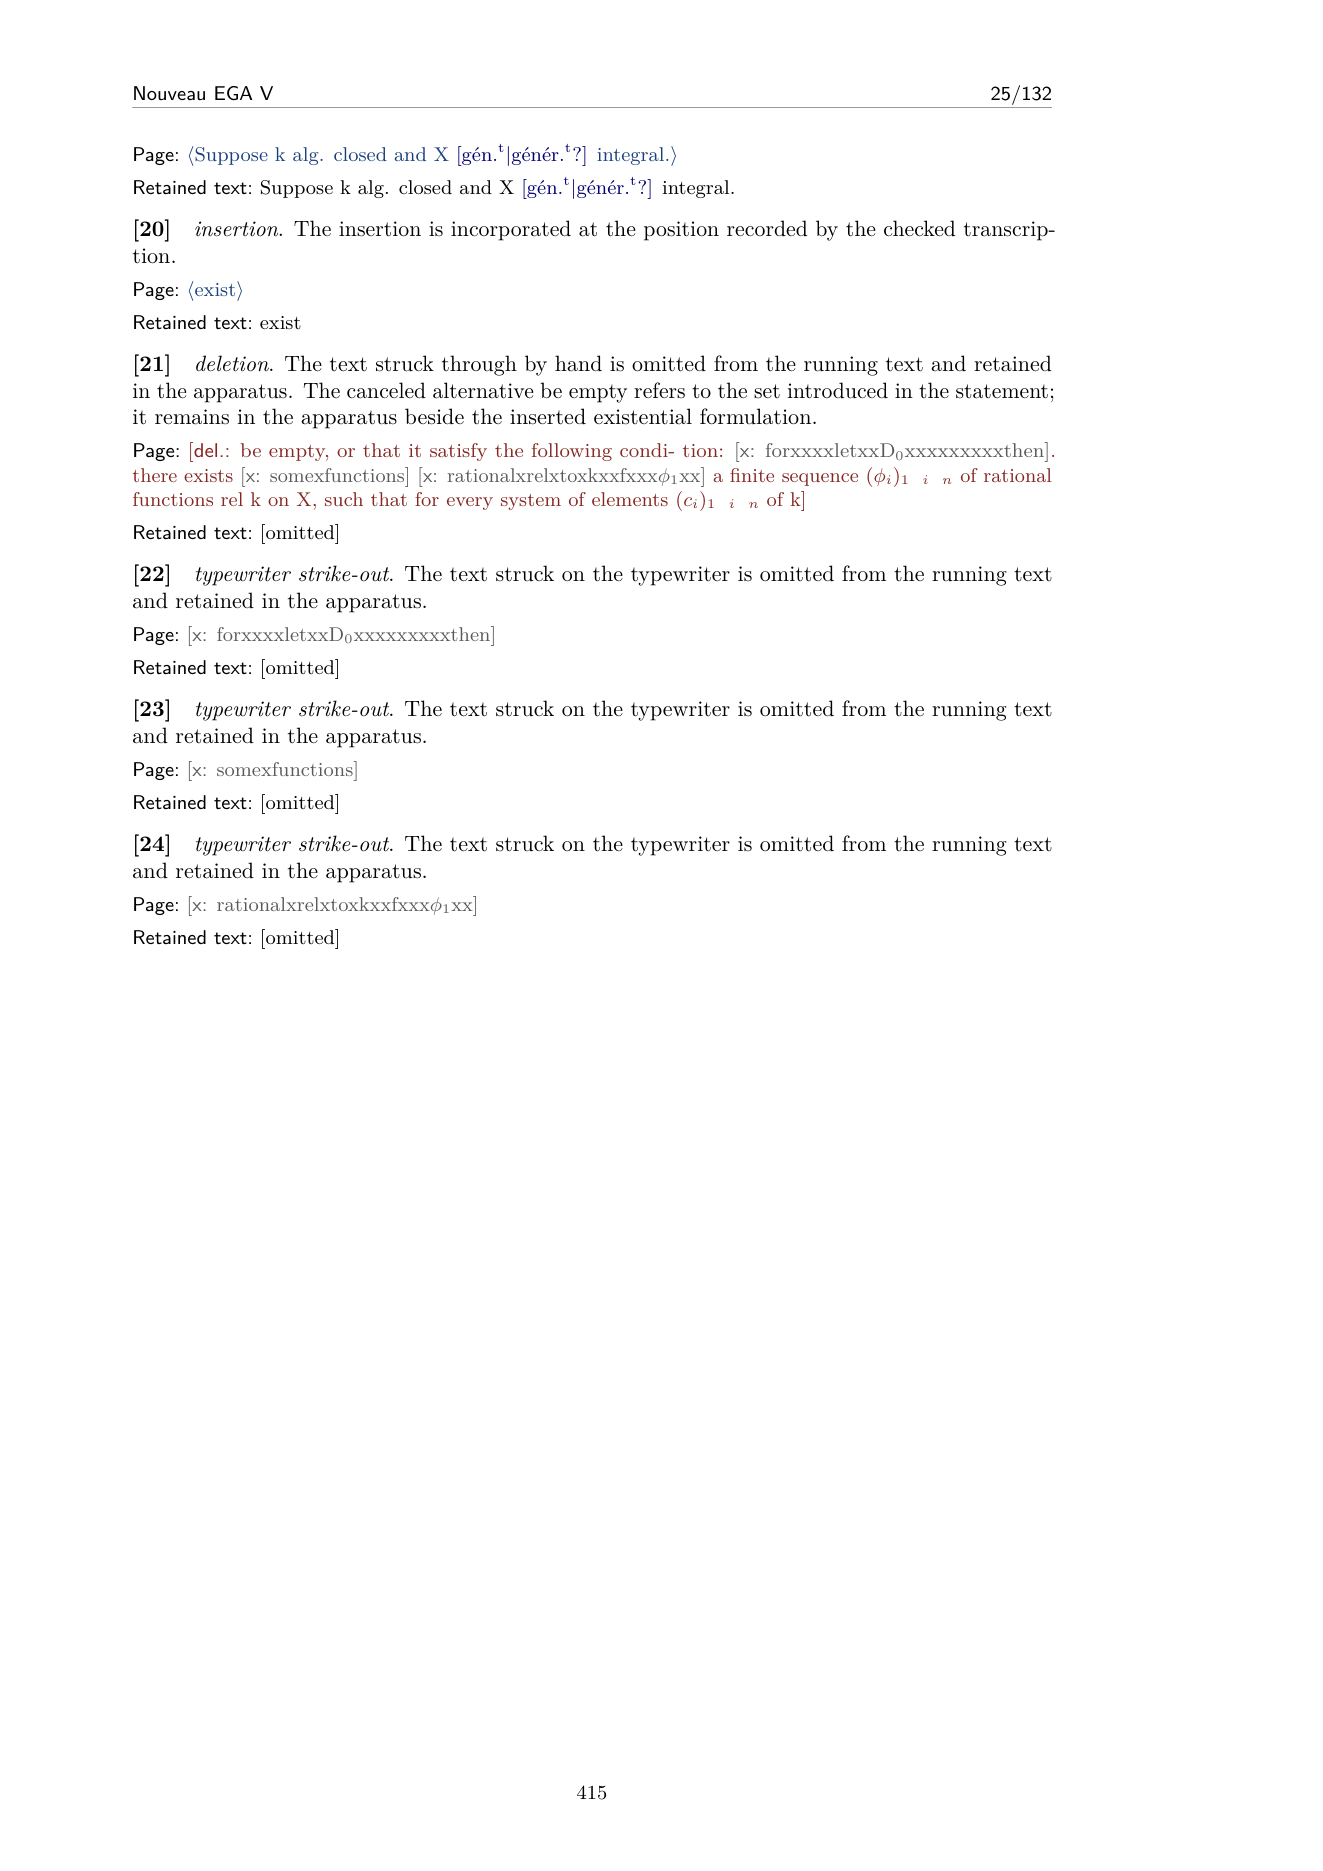 Nouveau EGA V 25/132
Page: ⟨Suppose k alg. closed and X [gén.ᵗ|génér.ᵗ?] integral.⟩
Retained text: Suppose k alg. closed and X [gén.ᵗ|génér.ᵗ?] integral.
[20] insertion. The insertion is incorporated at the position recorded by the checked transcrip-
tion.
Page: ⟨exist⟩
Retained text: exist
[21] deletion. The text struck through by hand is omitted from the running text and retained
in the apparatus. The canceled alternative be empty refers to the set introduced in the statement;
it remains in the apparatus beside the inserted existential formulation.
Page: [del.: be empty, or that it satisfy the following condi- tion: [x: forxxxxletxxD₀xxxxxxxxxxthen].
there exists [x: somexfunctions] [x: rationalxrelxtoxkxxfxxxϕ₁xx] a finite sequence (ϕᵢ)₁ ᵢ ₙ of rational
functions rel k on X, such that for every system of elements (cᵢ)₁ ᵢ ₙ of k]
Retained text: [omitted]
[22] typewriter strike-out. The text struck on the typewriter is omitted from the running text
and retained in the apparatus.
Page: [x: forxxxxletxxD₀xxxxxxxxxxthen]
Retained text: [omitted]
[23] typewriter strike-out. The text struck on the typewriter is omitted from the running text
and retained in the apparatus.
Page: [x: somexfunctions]
Retained text: [omitted]
[24] typewriter strike-out. The text struck on the typewriter is omitted from the running text
and retained in the apparatus.
Page: [x: rationalxrelxtoxkxxfxxxϕ₁xx]
Retained text: [omitted]
415